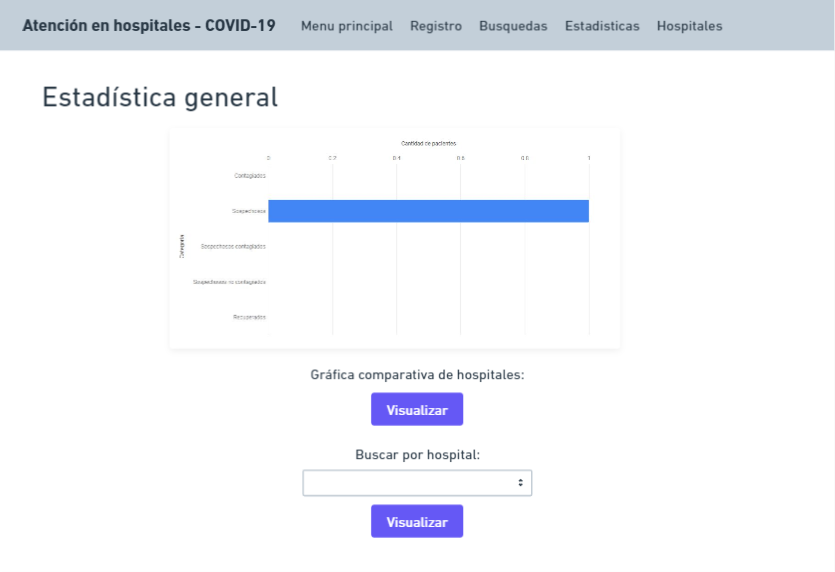 Atención en hospitales - COVID-19 Menu principal Registro Busquedas Estadisticas Hospitales
Estadística general
Cantidad de pacientes
0 0.2 0.4 0.6 0.8 1
Contagiados
Sospechosos
Categoría
Sospechosos contagiados
Sospechosos no contagiados
Recuperados
Gráfica comparativa de hospitales:
Visualizar
Buscar por hospital:
Visualizar